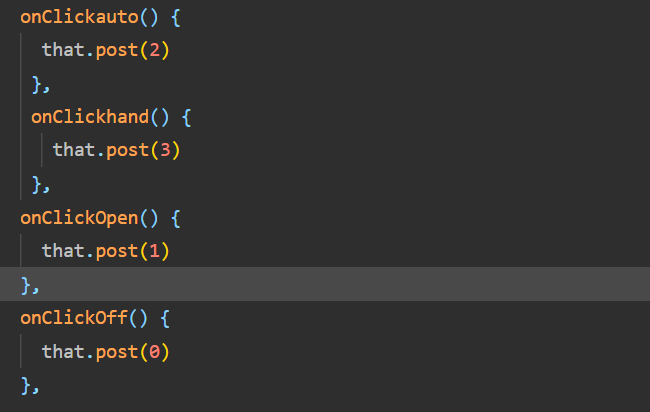 onClickauto() {
  that.post(2)
 },
 onClickhand() {
   that.post(3)
 },
onClickOpen() {
  that.post(1)
},
onClickOff() {
  that.post(0)
},